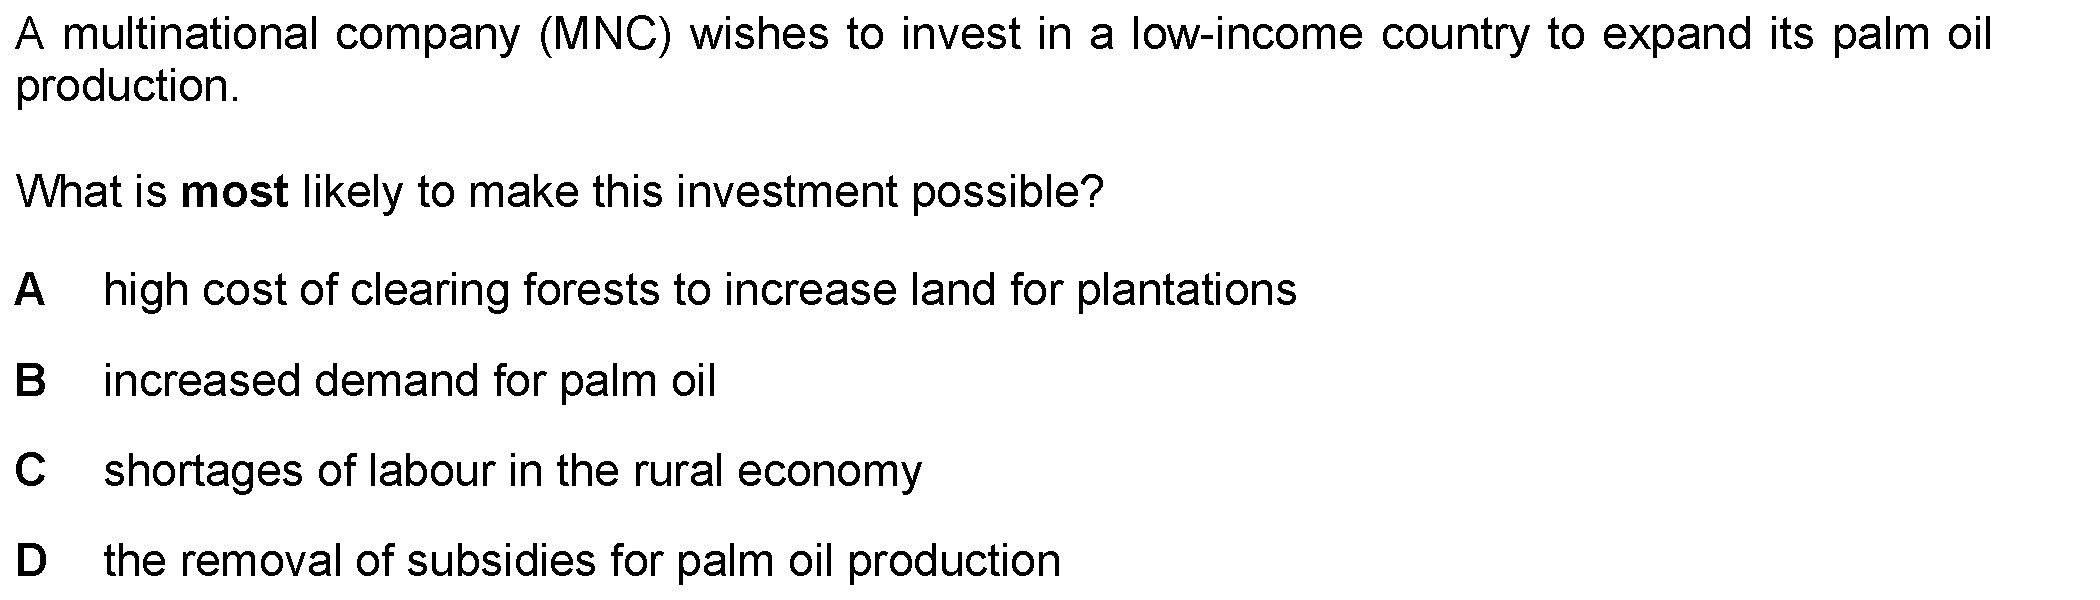 A multinational company (MNC) wishes to invest in a low-income country to expand its palm oil
production.
What is most likely to make this investment possible?
A high cost of clearing forests to increase land for plantations
B increased demand for palm oil
C shortages of labour in the rural economy
D the removal of subsidies for palm oil production